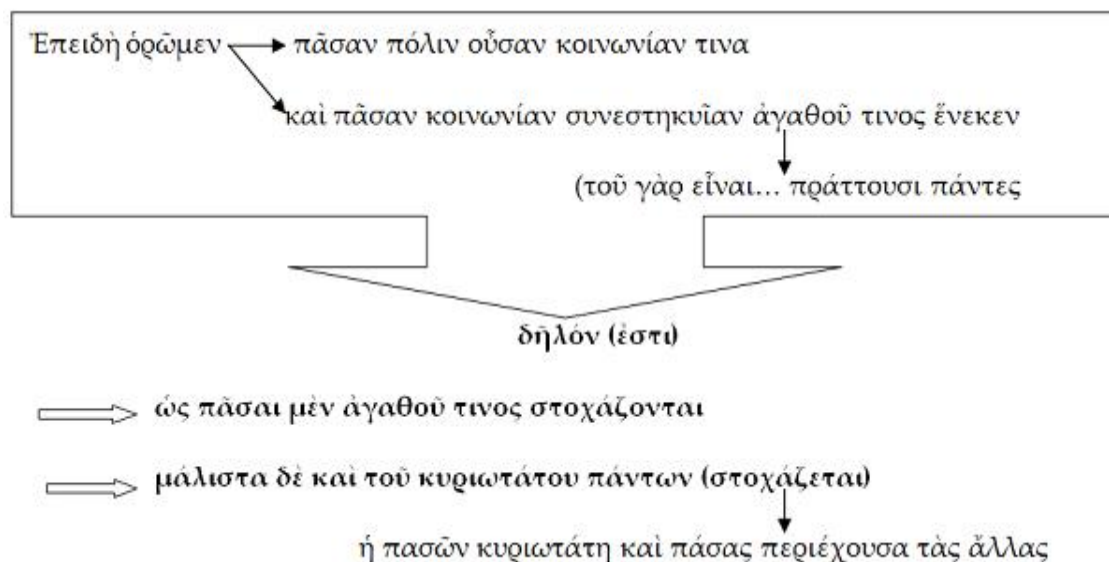 Ἐπειδὴ ὁρῶμεν πᾶσαν πόλιν οὖσαν κοινωνίαν τινα
καὶ πᾶσαν κοινωνίαν συνεστηκυῖαν ἀγαθοῦ τινος ἕνεκεν
(τοῦ γὰρ εἶναι… πράττουσι πάντες
δῆλόν (ἐστι)
ὡς πᾶσαι μὲν ἀγαθοῦ τινος στοχάζονται
μάλιστα δὲ καὶ τοῦ κυριωτάτου πάντων (στοχάζεται)
ἡ πασῶν κυριωτάτη καὶ πάσας περιέχουσα τὰς ἄλλας